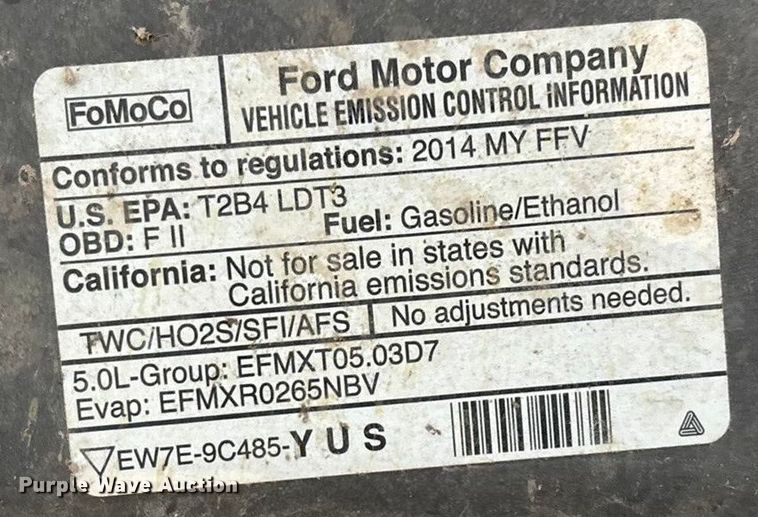 FoMoCo
Ford Motor Company
VEHICLE EMISSION CONTROL INFORMATION
Conforms to regulations: 2014 MY FFV
U.S. EPA: T2B4 LDT3
OBD: F II
Fuel: Gasoline/Ethanol
California: Not for sale in states with
California emissions standards.
TWC/HO2S/SFI/AFS
No adjustments needed.
5.0L-Group: EFMXT05.03D7
Evap: EFMXR0265NBV
EW7E-9C485-YUS
Purple Wave Auction